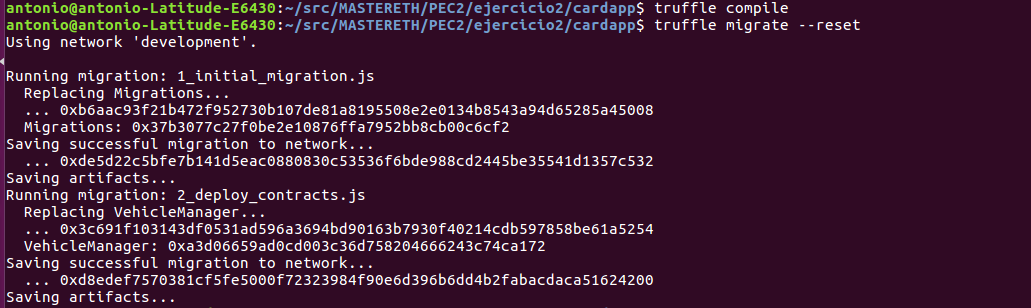 antonio@antonio-Latitude-E6430:~/src/MASTERETH/PEC2/ejercicio2/cardapp$ truffle compile
antonio@antonio-Latitude-E6430:~/src/MASTERETH/PEC2/ejercicio2/cardapp$ truffle migrate --reset
Using network 'development'.

Running migration: 1_initial_migration.js
  Replacing Migrations...
  ... 0xb6aac93f21b472f952730b107de81a8195508e2e0134b8543a94d65285a45008
  Migrations: 0x37b3077c27f0be2e10876ffa7952bb8cb00c6cf2
Saving successful migration to network...
  ... 0xde5d22c5bfe7b141d5eac0880830c53536f6bde988cd2445be35541d1357c532
Saving artifacts...
Running migration: 2_deploy_contracts.js
  Replacing VehicleManager...
  ... 0x3c691f103143df0531ad596a3694bd90163b7930f40214cdb597858be61a5254
  VehicleManager: 0xa3d06659ad0cd003c36d758204666243c74ca172
Saving successful migration to network...
  ... 0xd8edef7570381cf5fe5000f72323984f90e6d396b6dd4b2fabacdaca51624200
Saving artifacts...